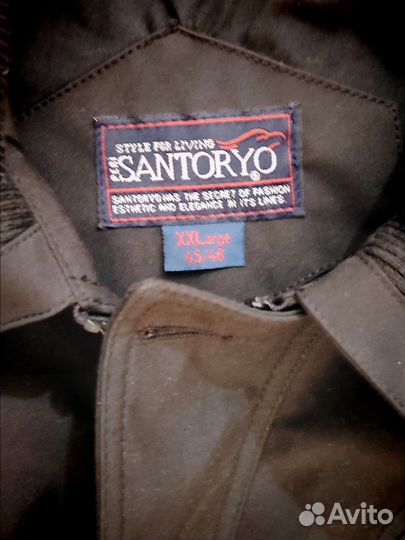 STYLE FOR LIVING
SANTORYO®
SANTORYO HAS THE SECRET OF FASHION
ESTHETIC AND ELEGANCE IN ITS LINES
XXLarge
45/46
Avito